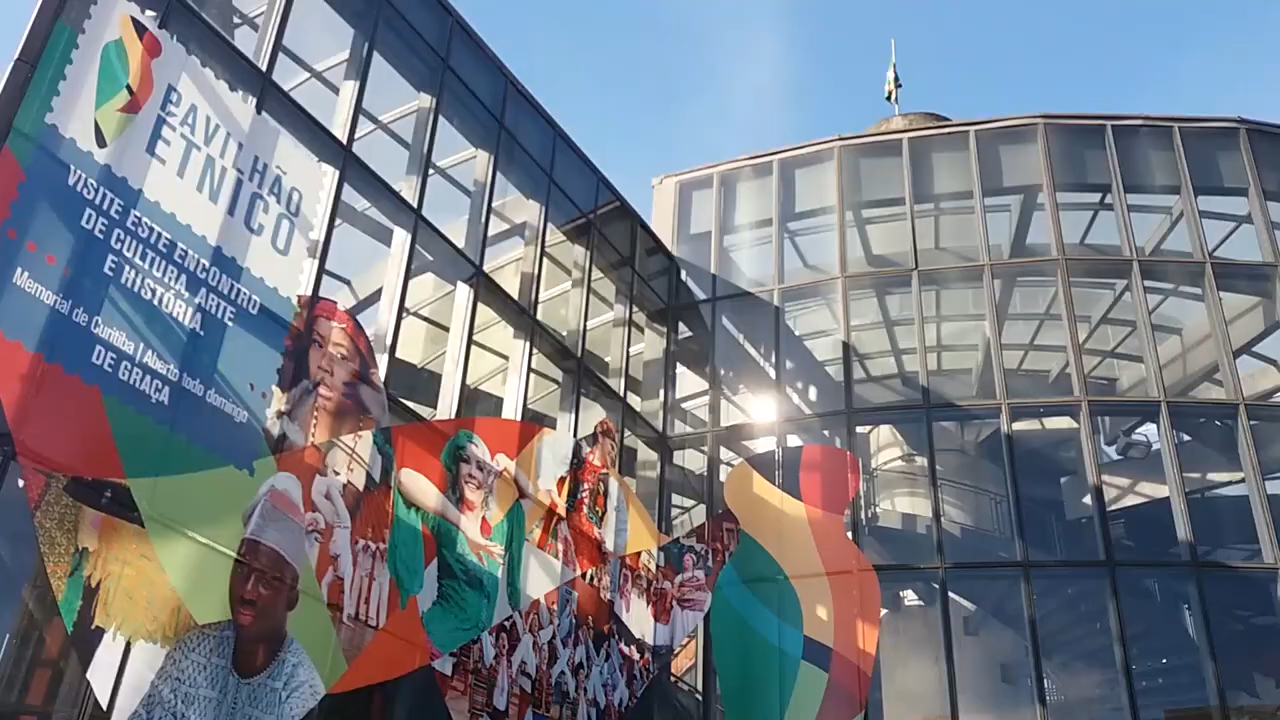 PAVILHÃO
ÉTNICO
VISITE ESTE ENCONTRO
DE CULTURA, ARTE
E HISTÓRIA.
Memorial de Curitiba | Aberto todo domingo
DE GRAÇA